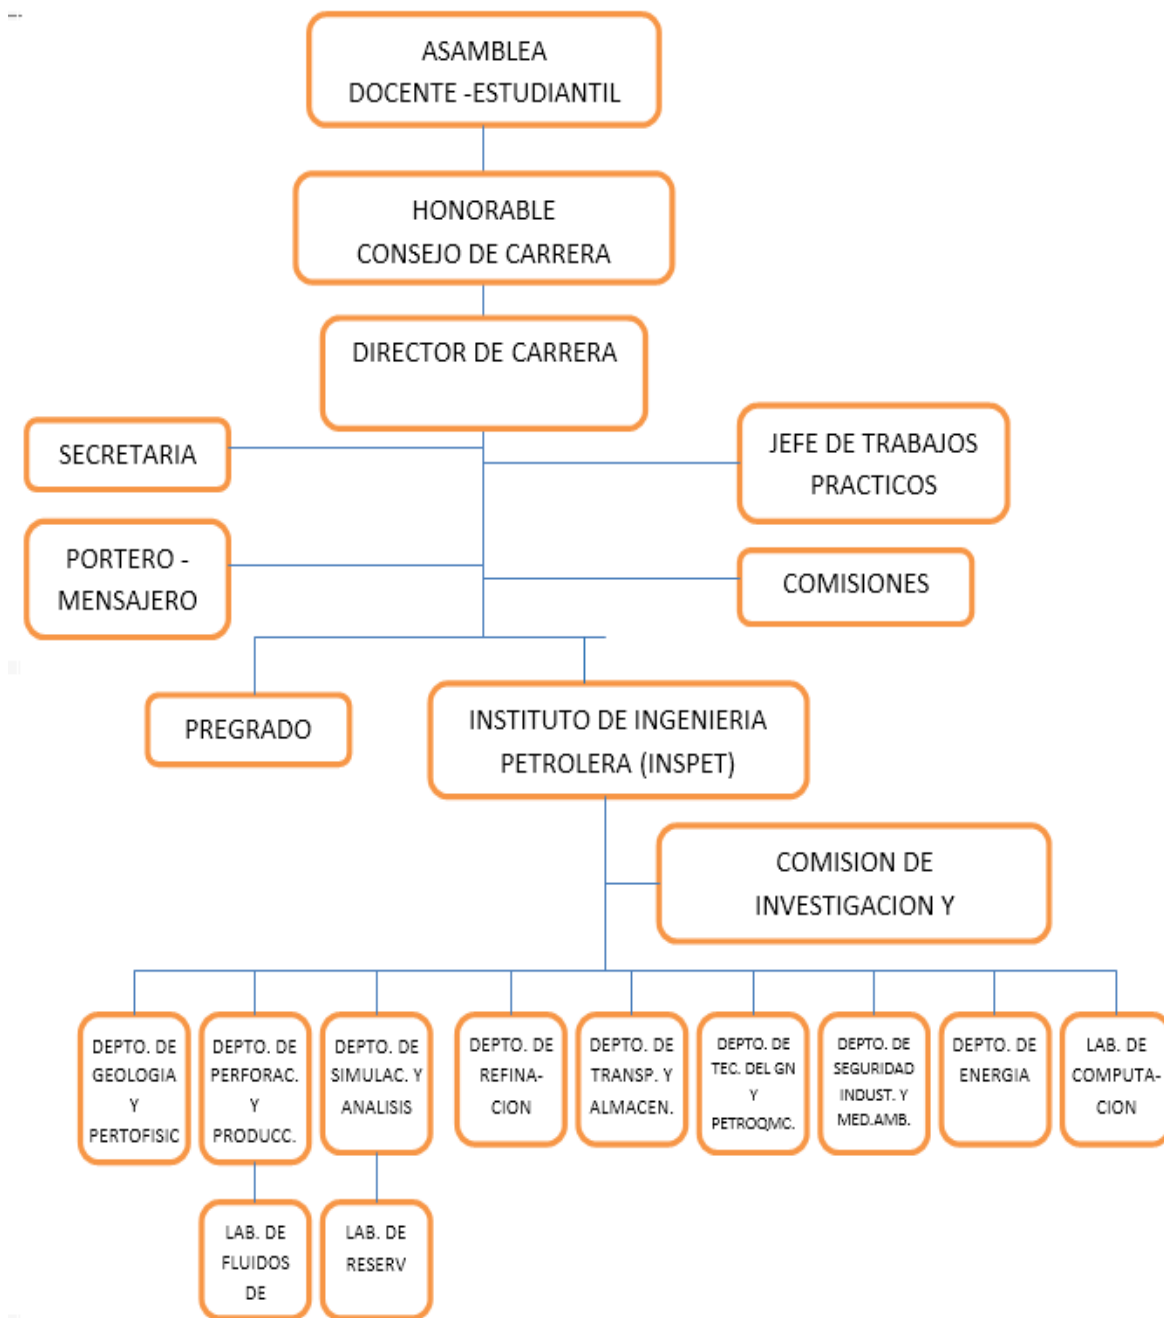 ASAMBLEA
DOCENTE -ESTUDIANTIL
HONORABLE
CONSEJO DE CARRERA
DIRECTOR DE CARRERA
SECRETARIA
JEFE DE TRABAJOS
PRACTICOS
PORTERO -
MENSAJERO
COMISIONES
PREGRADO
INSTITUTO DE INGENIERIA
PETROLERA (INSPET)
COMISION DE
INVESTIGACION Y
DEPTO. DE
GEOLOGIA
Y
PERTOFISIC
DEPTO. DE
PERFORAC.
Y
PRODUCC.
DEPTO. DE
SIMULAC. Y
ANALISIS
DEPTO. DE
REFINA-
CION
DEPTO. DE
TRANSP. Y
ALMACEN.
DEPTO. DE
TEC. DEL GN
Y
PETROQMC.
DEPTO. DE
SEGURIDAD
INDUST. Y
MED.AMB.
DEPTO. DE
ENERGIA
LAB. DE
COMPUTA-
CION
LAB. DE
FLUIDOS
DE
LAB. DE
RESERV